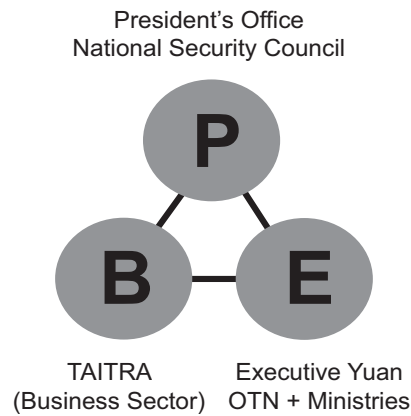 President’s Office
National Security Council
P
B E
TAITRA
(Business Sector)
Executive Yuan
OTN + Ministries